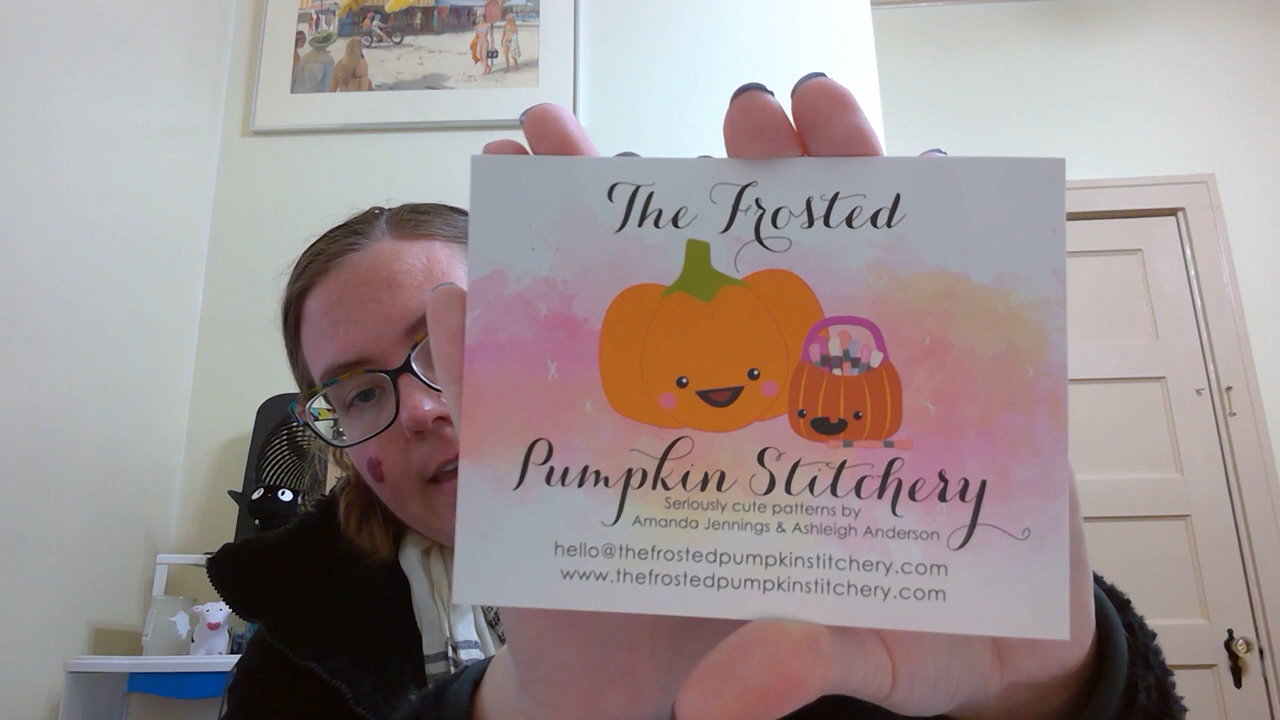 The Frosted
Pumpkin Stitchery
Seriously cute patterns by
Amanda Jennings & Ashleigh Anderson
hello@thefrostedpumpkinstitchery.com
www.thefrostedpumpkinstitchery.com